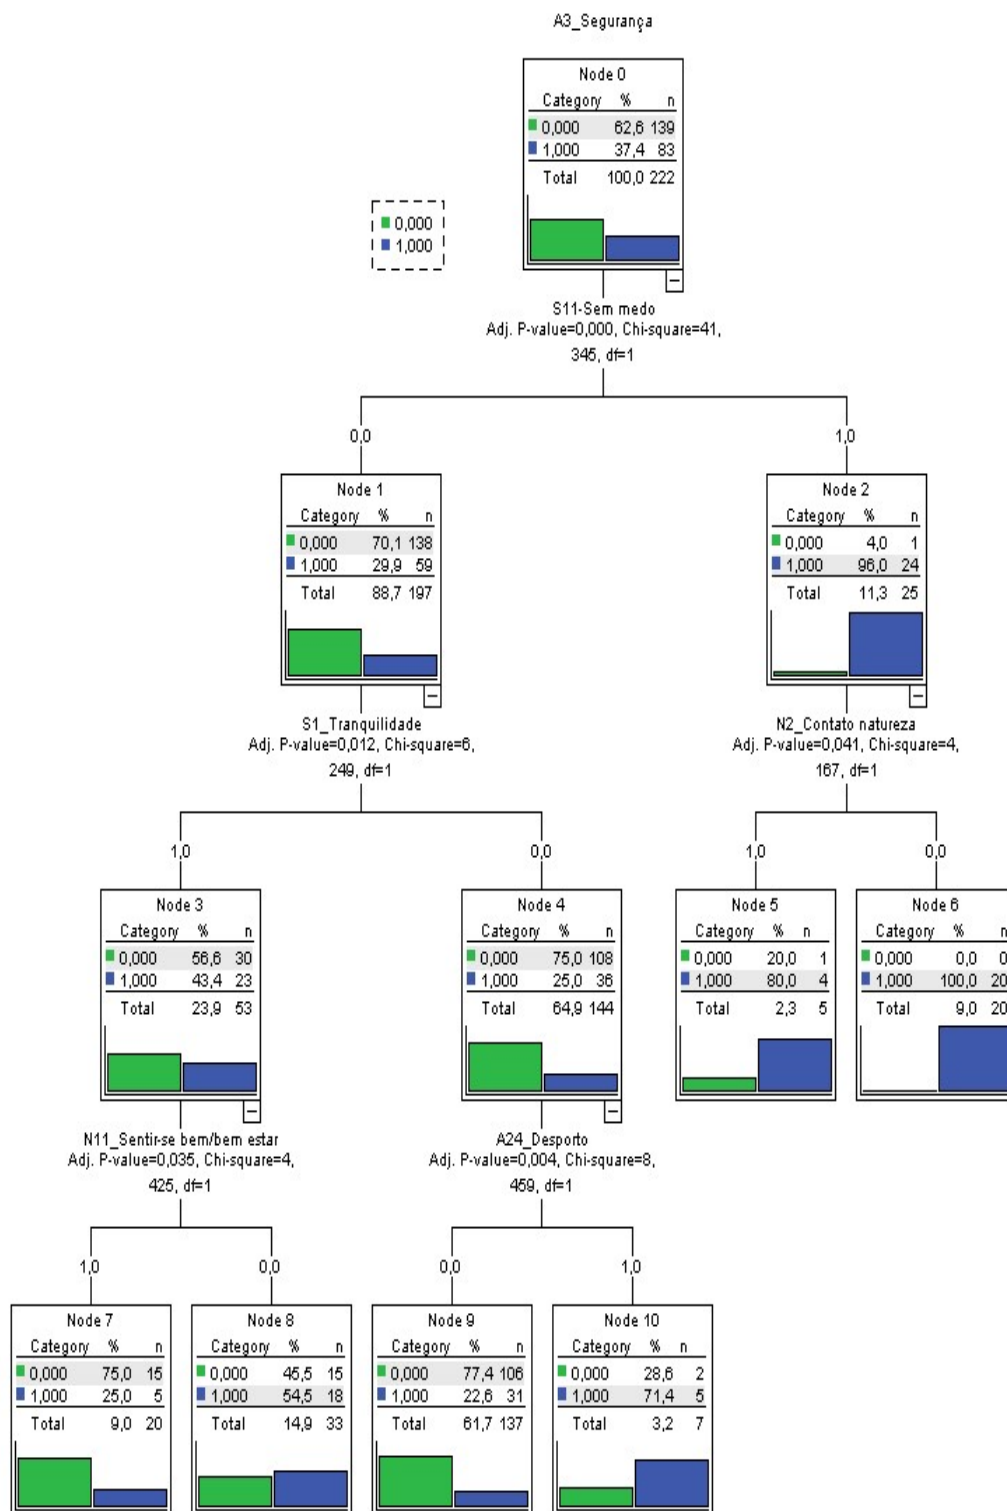 A3_Segurança
Node 0
Category % n
0,000 62,6 139
1,000 37,4 83
Total 100,0 222
0,000
1,000
S11-Sem medo
Adj. P-value=0,000, Chi-square=41,
345, df=1
0,0
1,0
Node 1
Category % n
0,000 70,1 138
1,000 29,9 59
Total 88,7 197
Node 2
Category % n
0,000 4,0 1
1,000 96,0 24
Total 11,3 25
S1_Tranquilidade
Adj. P-value=0,012, Chi-square=6,
249, df=1
N2_Contato natureza
Adj. P-value=0,041, Chi-square=4,
167, df=1
1,0
0,0
1,0
0,0
Node 3
Category % n
0,000 56,6 30
1,000 43,4 23
Total 23,9 53
Node 4
Category % n
0,000 75,0 108
1,000 25,0 36
Total 64,9 144
Node 5
Category % n
0,000 20,0 1
1,000 80,0 4
Total 2,3 5
Node 6
Category % n
0,000 0,0 0
1,000 100,0 20
Total 9,0 20
N11_Sentir-se bem/bem estar
Adj. P-value=0,035, Chi-square=4,
425, df=1
A24_Desporto
Adj. P-value=0,004, Chi-square=8,
459, df=1
1,0
0,0
0,0
1,0
Node 7
Category % n
0,000 75,0 15
1,000 25,0 5
Total 9,0 20
Node 8
Category % n
0,000 45,5 15
1,000 54,5 18
Total 14,9 33
Node 9
Category % n
0,000 77,4 106
1,000 22,6 31
Total 61,7 137
Node 10
Category % n
0,000 28,6 2
1,000 71,4 5
Total 3,2 7